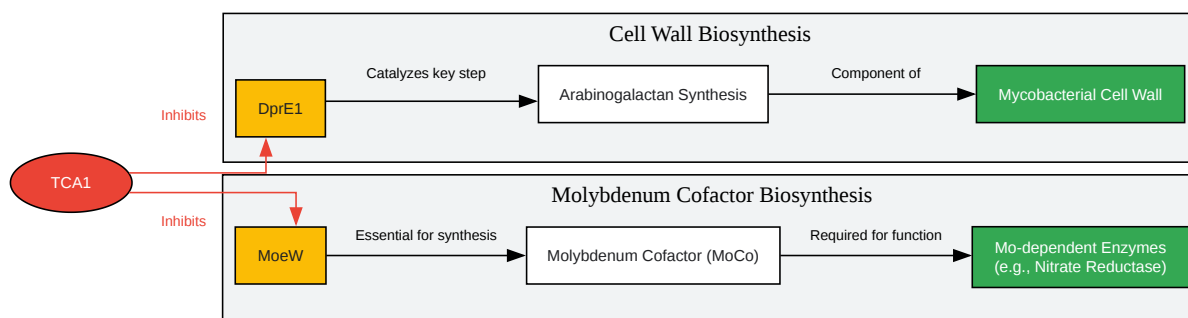 Cell Wall Biosynthesis
Catalyzes key step
Component of
DprE1
Arabinogalactan Synthesis
Mycobacterial Cell Wall
Inhibits
TCA1
Molybdenum Cofactor Biosynthesis
Inhibits
Essential for synthesis
Required for function
MoeW
Molybdenum Cofactor (MoCo)
Mo-dependent Enzymes
(e.g., Nitrate Reductase)